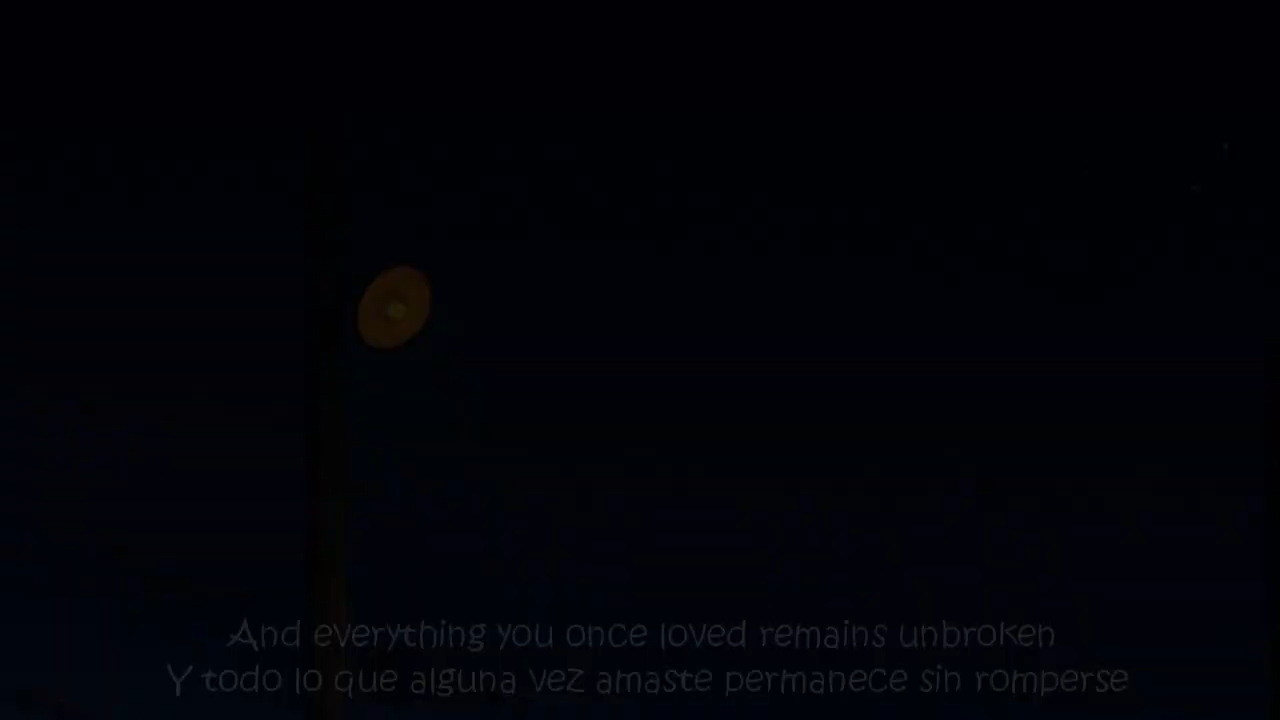 And everything you once loved remains unbroken
Y todo lo que alguna vez amaste permanece sin romperse